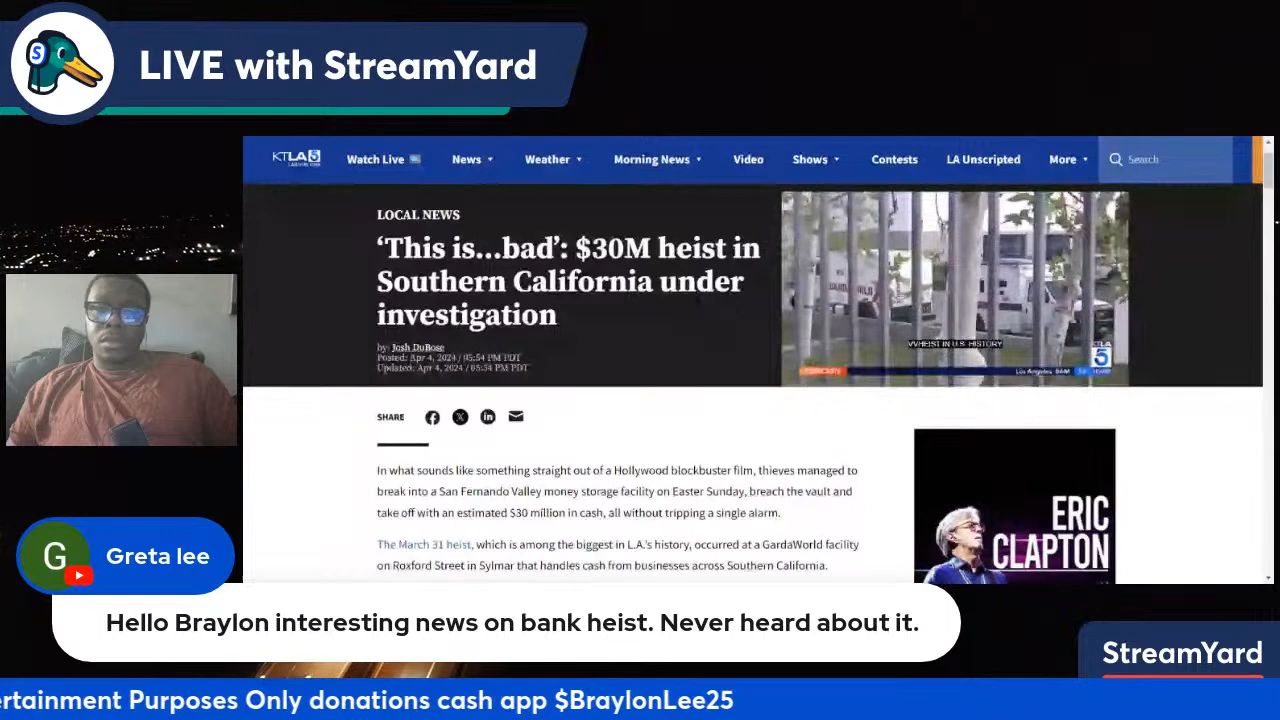 S
LIVE with StreamYard
KTLA 5
Watch Live
News
Weather
Morning News
Video
Shows
Contests
LA Unscripted
More
Search
LOCAL NEWS
‘This is…bad’: $30M heist in
Southern California under
investigation
by: Josh DuBose
Posted: Apr 4, 2024 / 05:54 PM PDT
Updated: Apr 4, 2024 / 05:54 PM PDT
HEIST IN U.S. HISTORY
KTLA
5
Los Angeles
SHARE
In what sounds like something straight out of a Hollywood blockbuster film, thieves managed to
break into a San Fernando Valley money storage facility on Easter Sunday, breach the vault and
take off with an estimated $30 million in cash, all without tripping a single alarm.
The March 31 heist, which is among the biggest in L.A.’s history, occurred at a GardaWorld facility
on Roxford Street in Sylmar that handles cash from businesses across Southern California.
ERIC
CLAPTON
G
Greta lee
Hello Braylon interesting news on bank heist. Never heard about it.
StreamYard
ertainment Purposes Only donations cash app $BraylonLee25